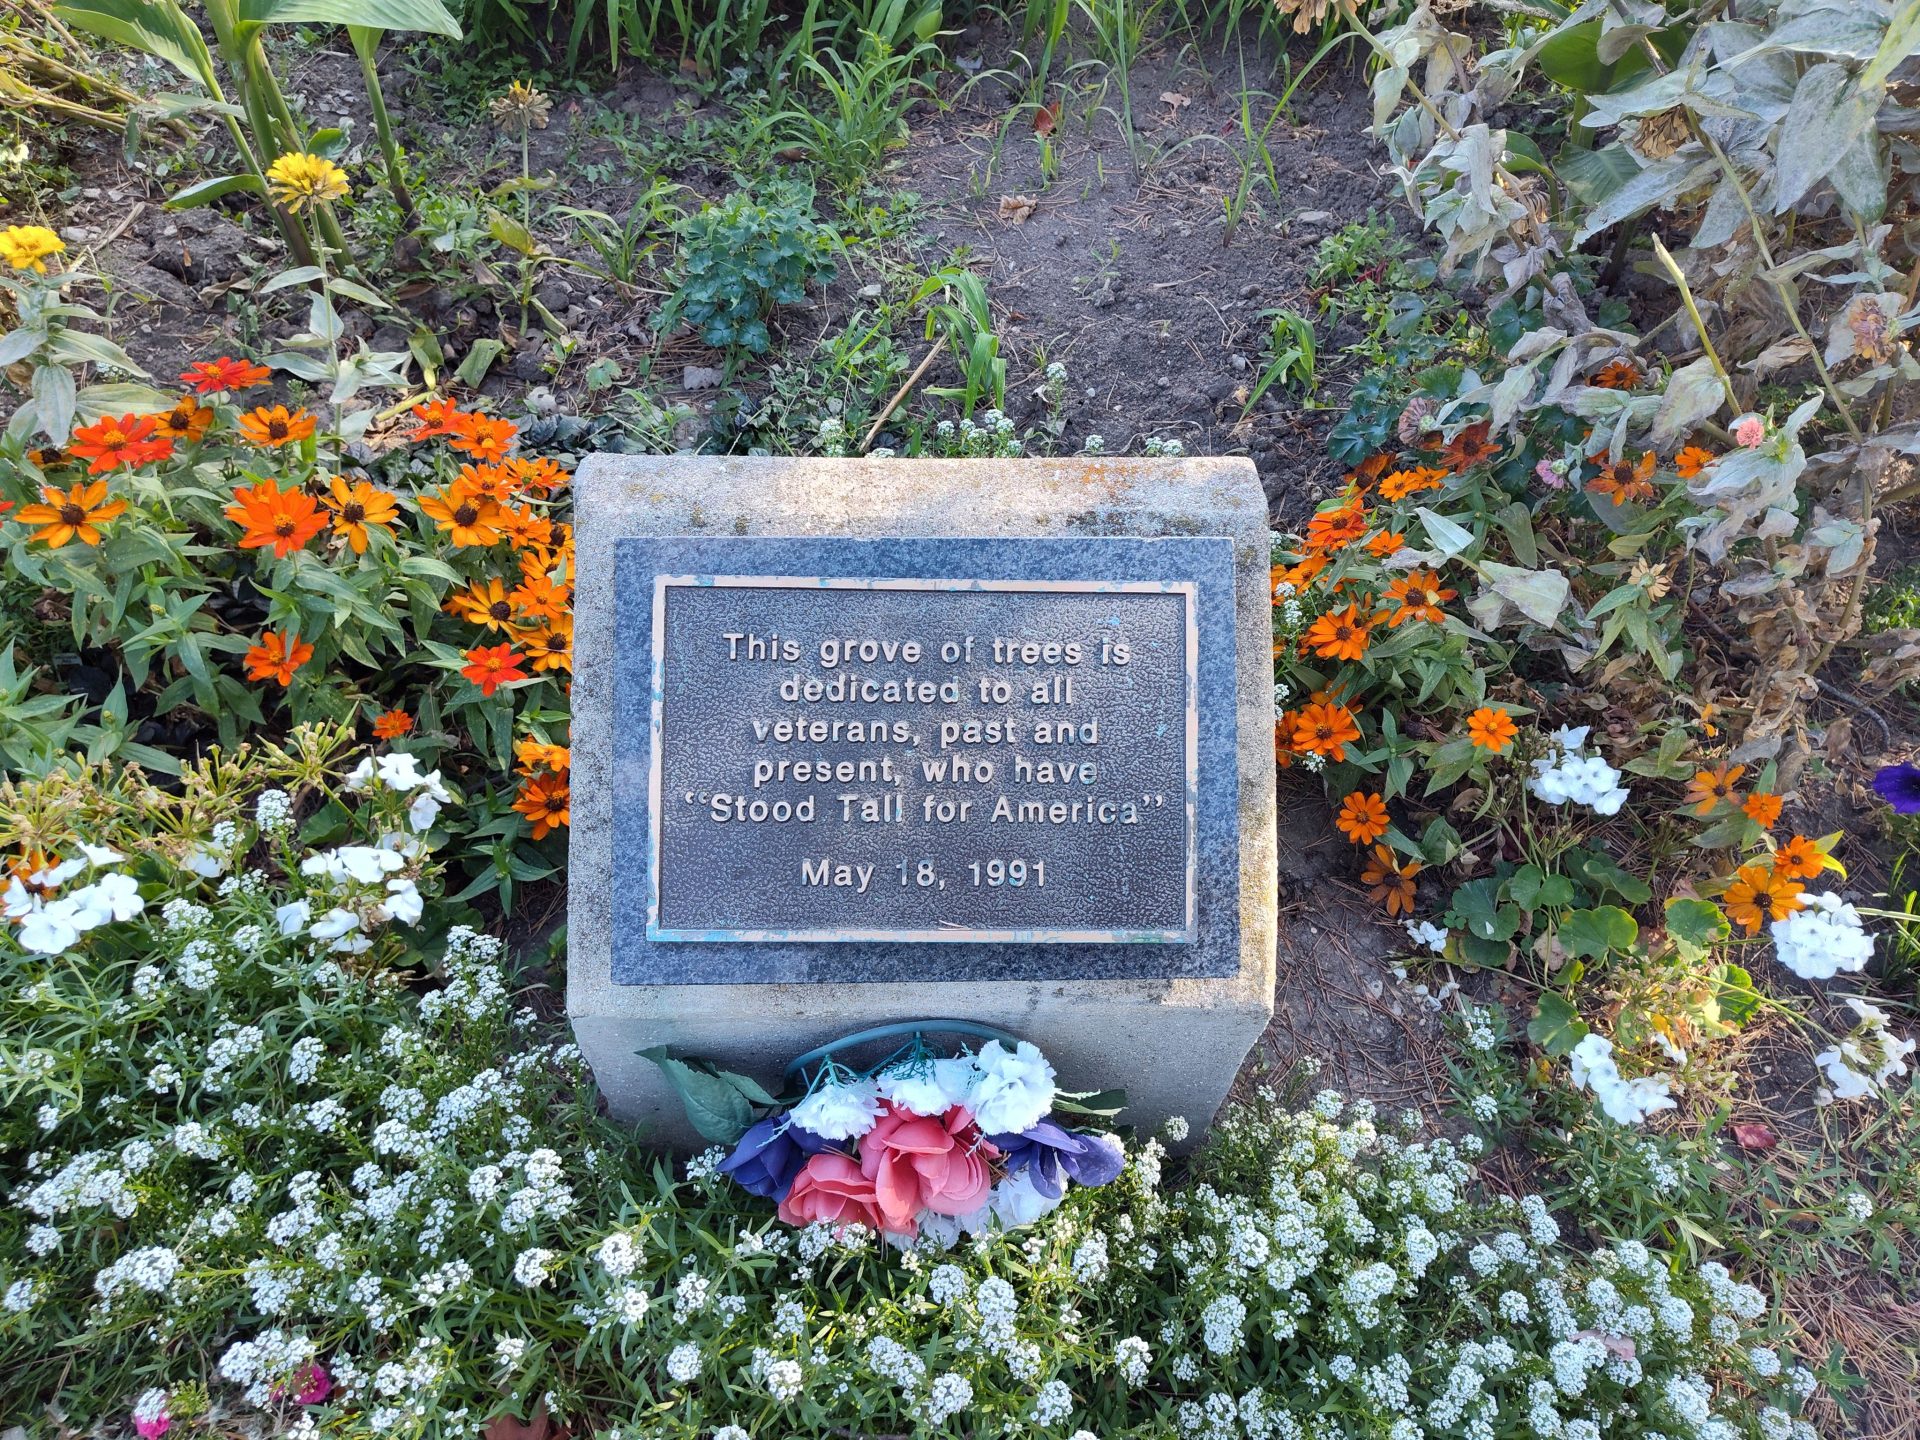 This grove of trees is
dedicated to all
veterans, past and
present, who have
“Stood Tall for America”
May 18, 1991